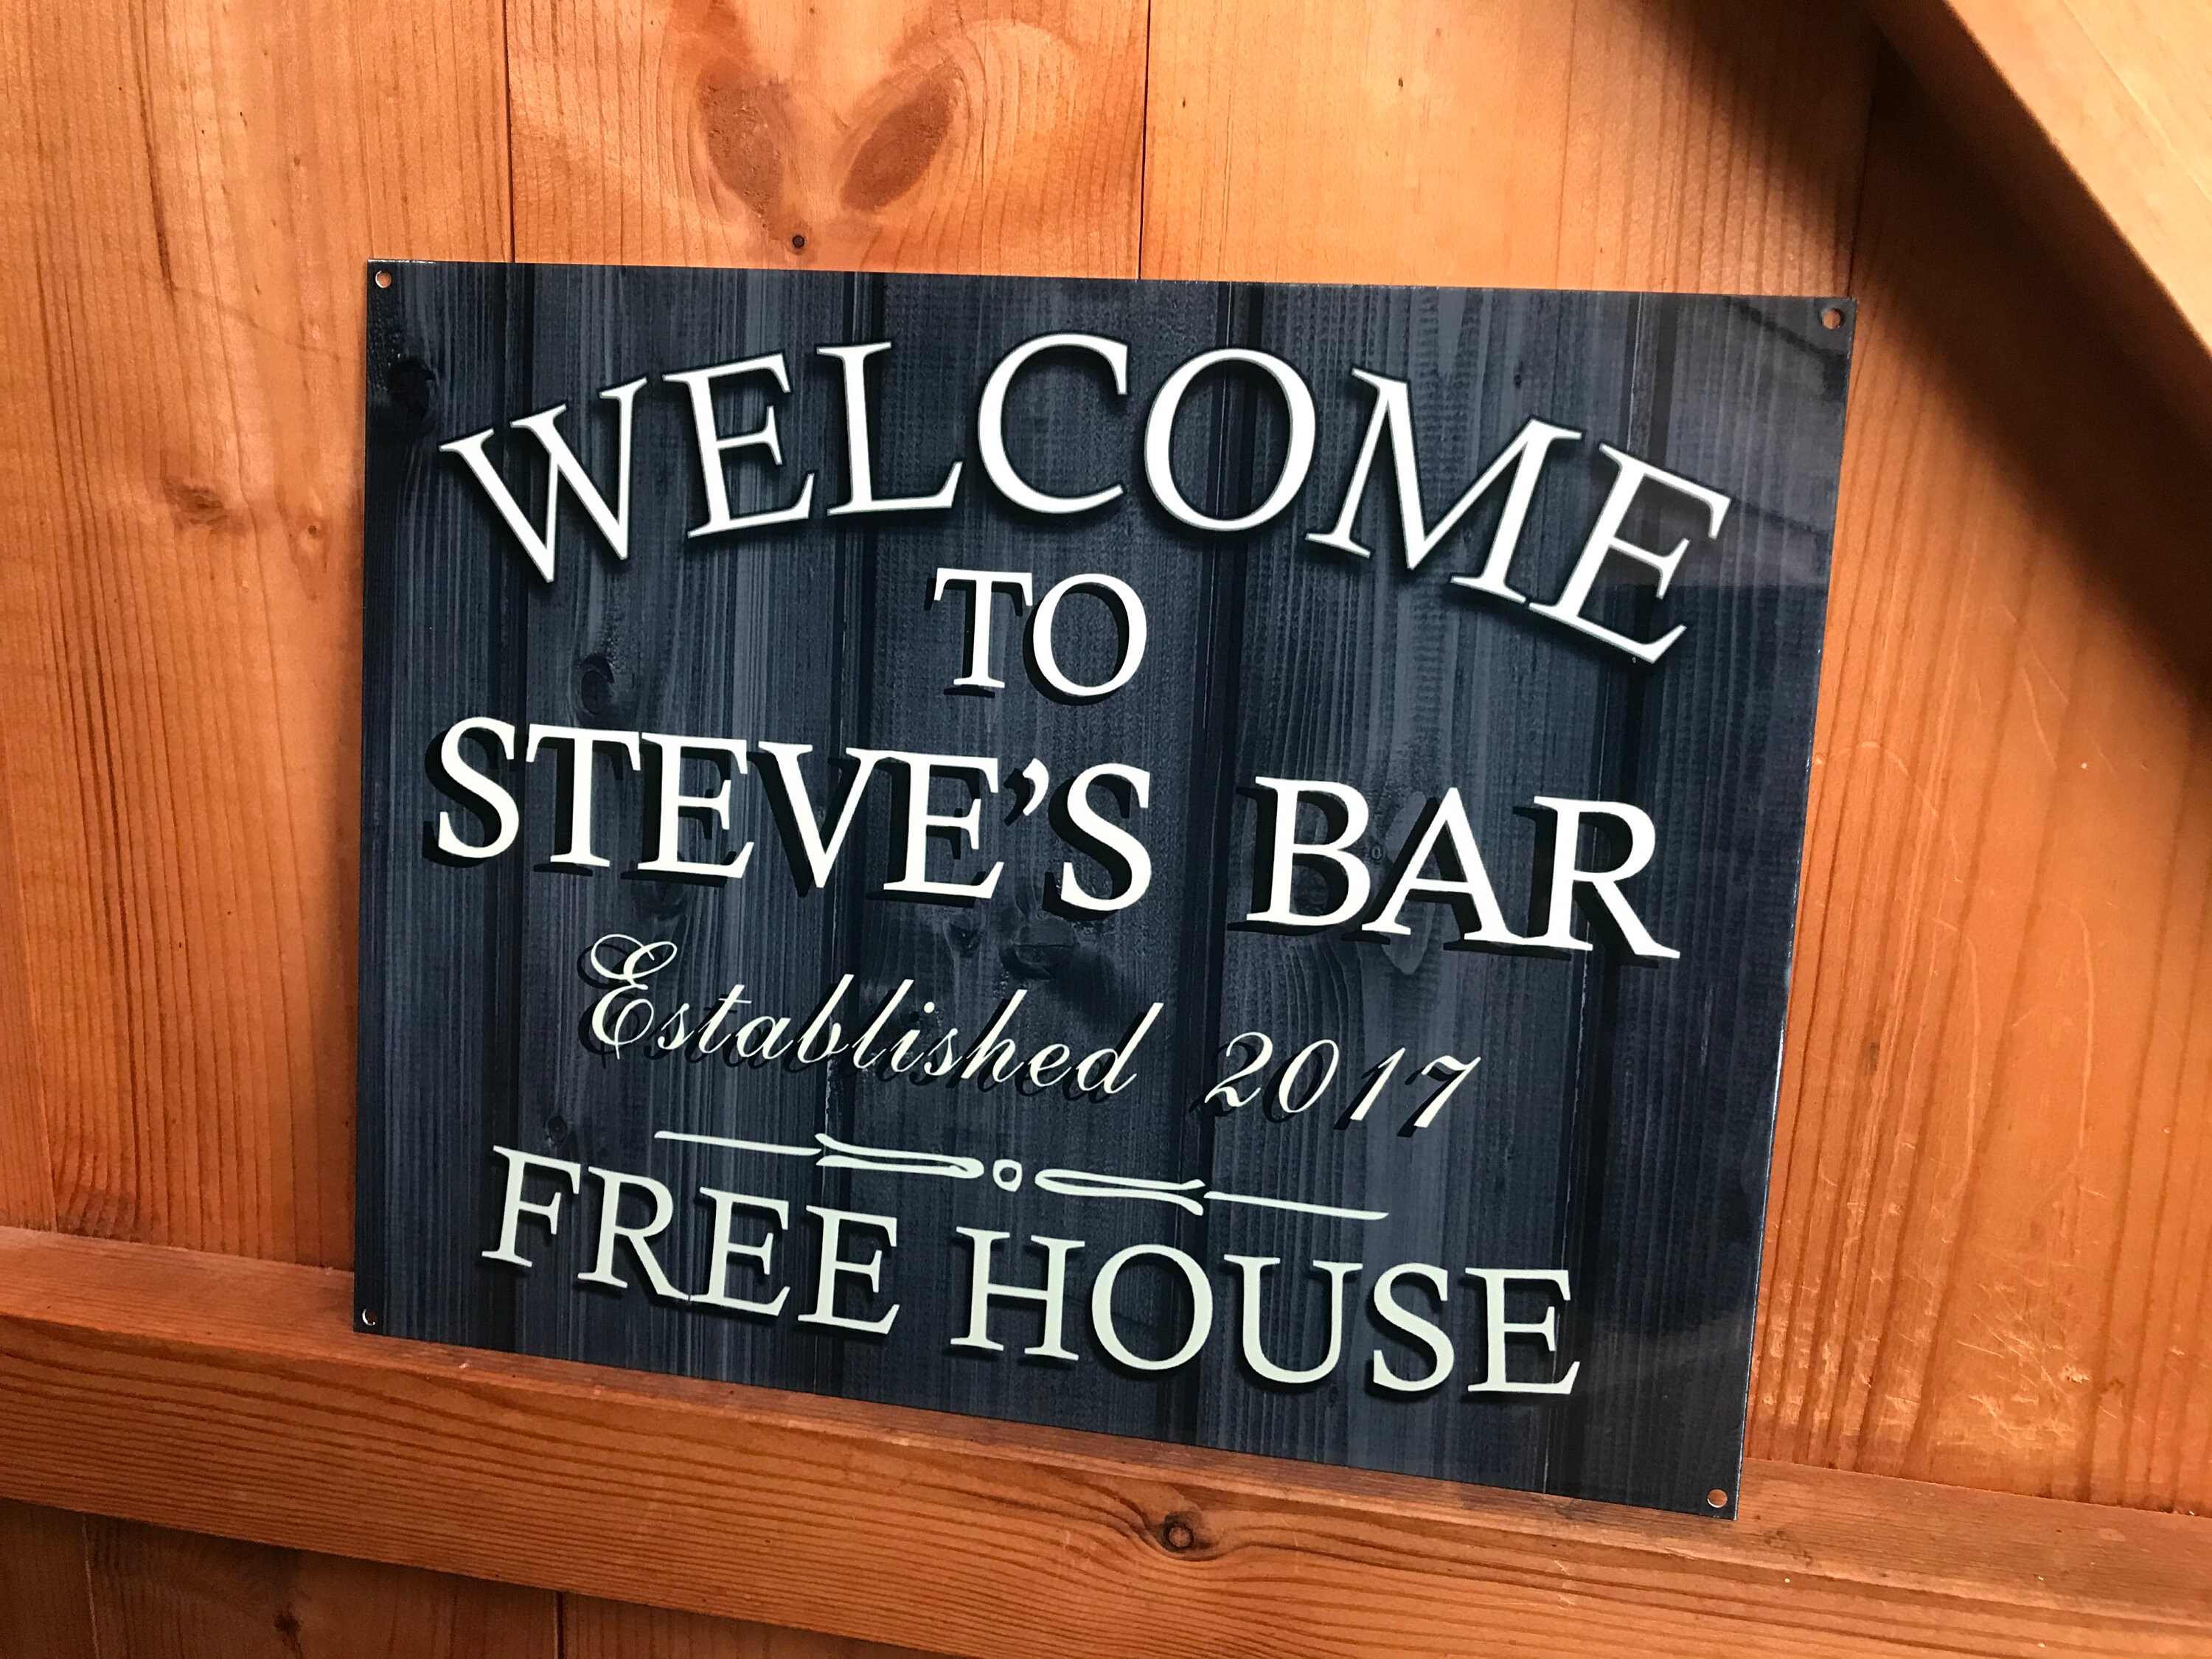 WELCOME
TO
STEVE’S BAR
Established 2017
FREE HOUSE